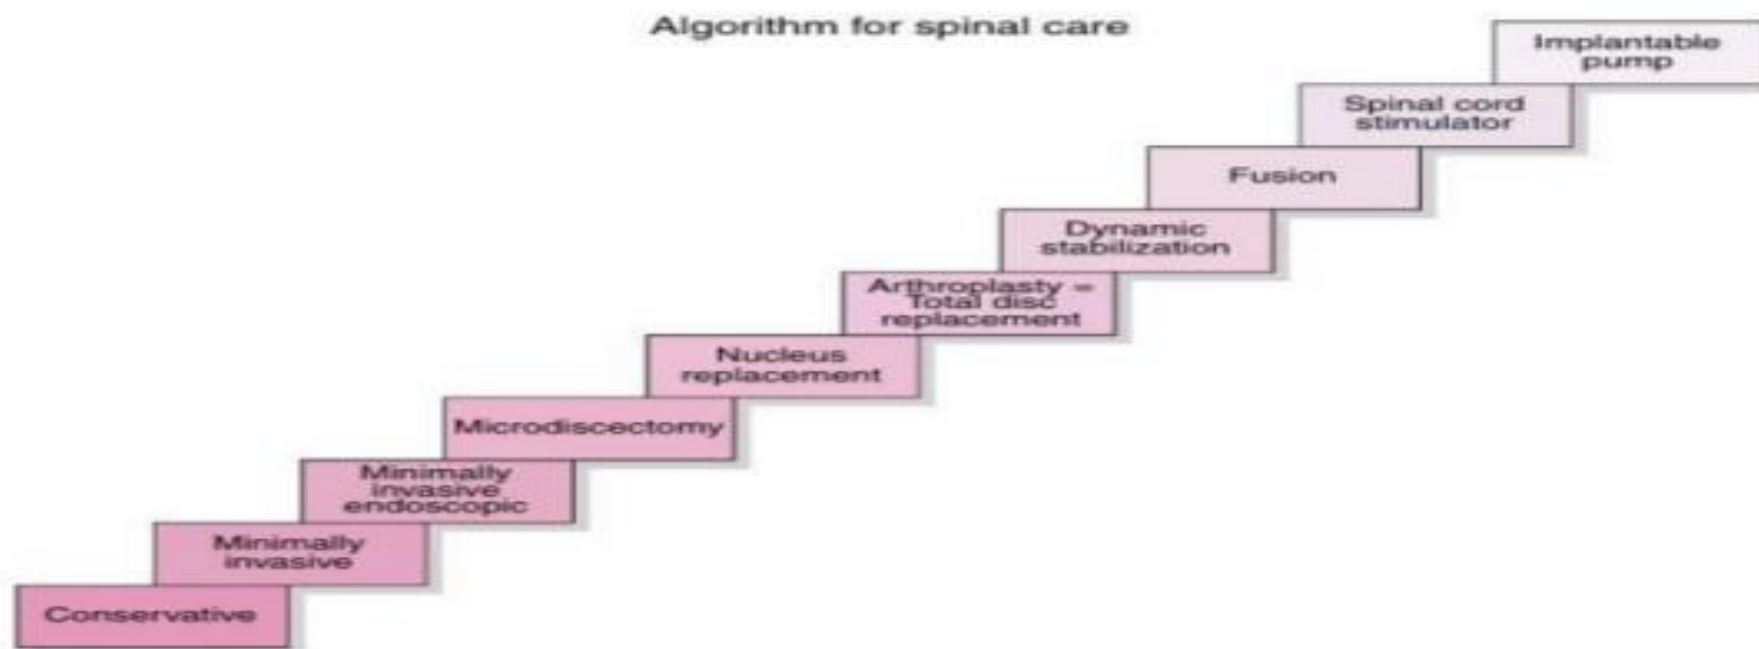 Algorithm for spinal care
Implantable
pump
Spinal cord
stimulator
Fusion
Dynamic
stabilization
Arthroplasty –
Total disc
replacement
Nucleus
replacement
Microdiscectomy
Minimally
invasive
endoscopic
Minimally
invasive
Conservative